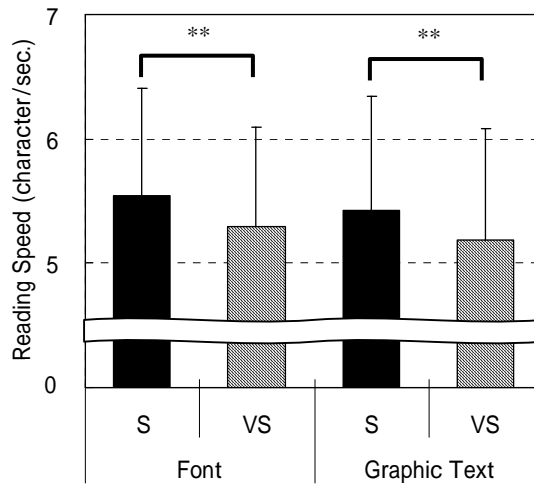 7
** **
6
5
0
Reading Speed (character/sec.)
S VS S VS
Font Graphic Text